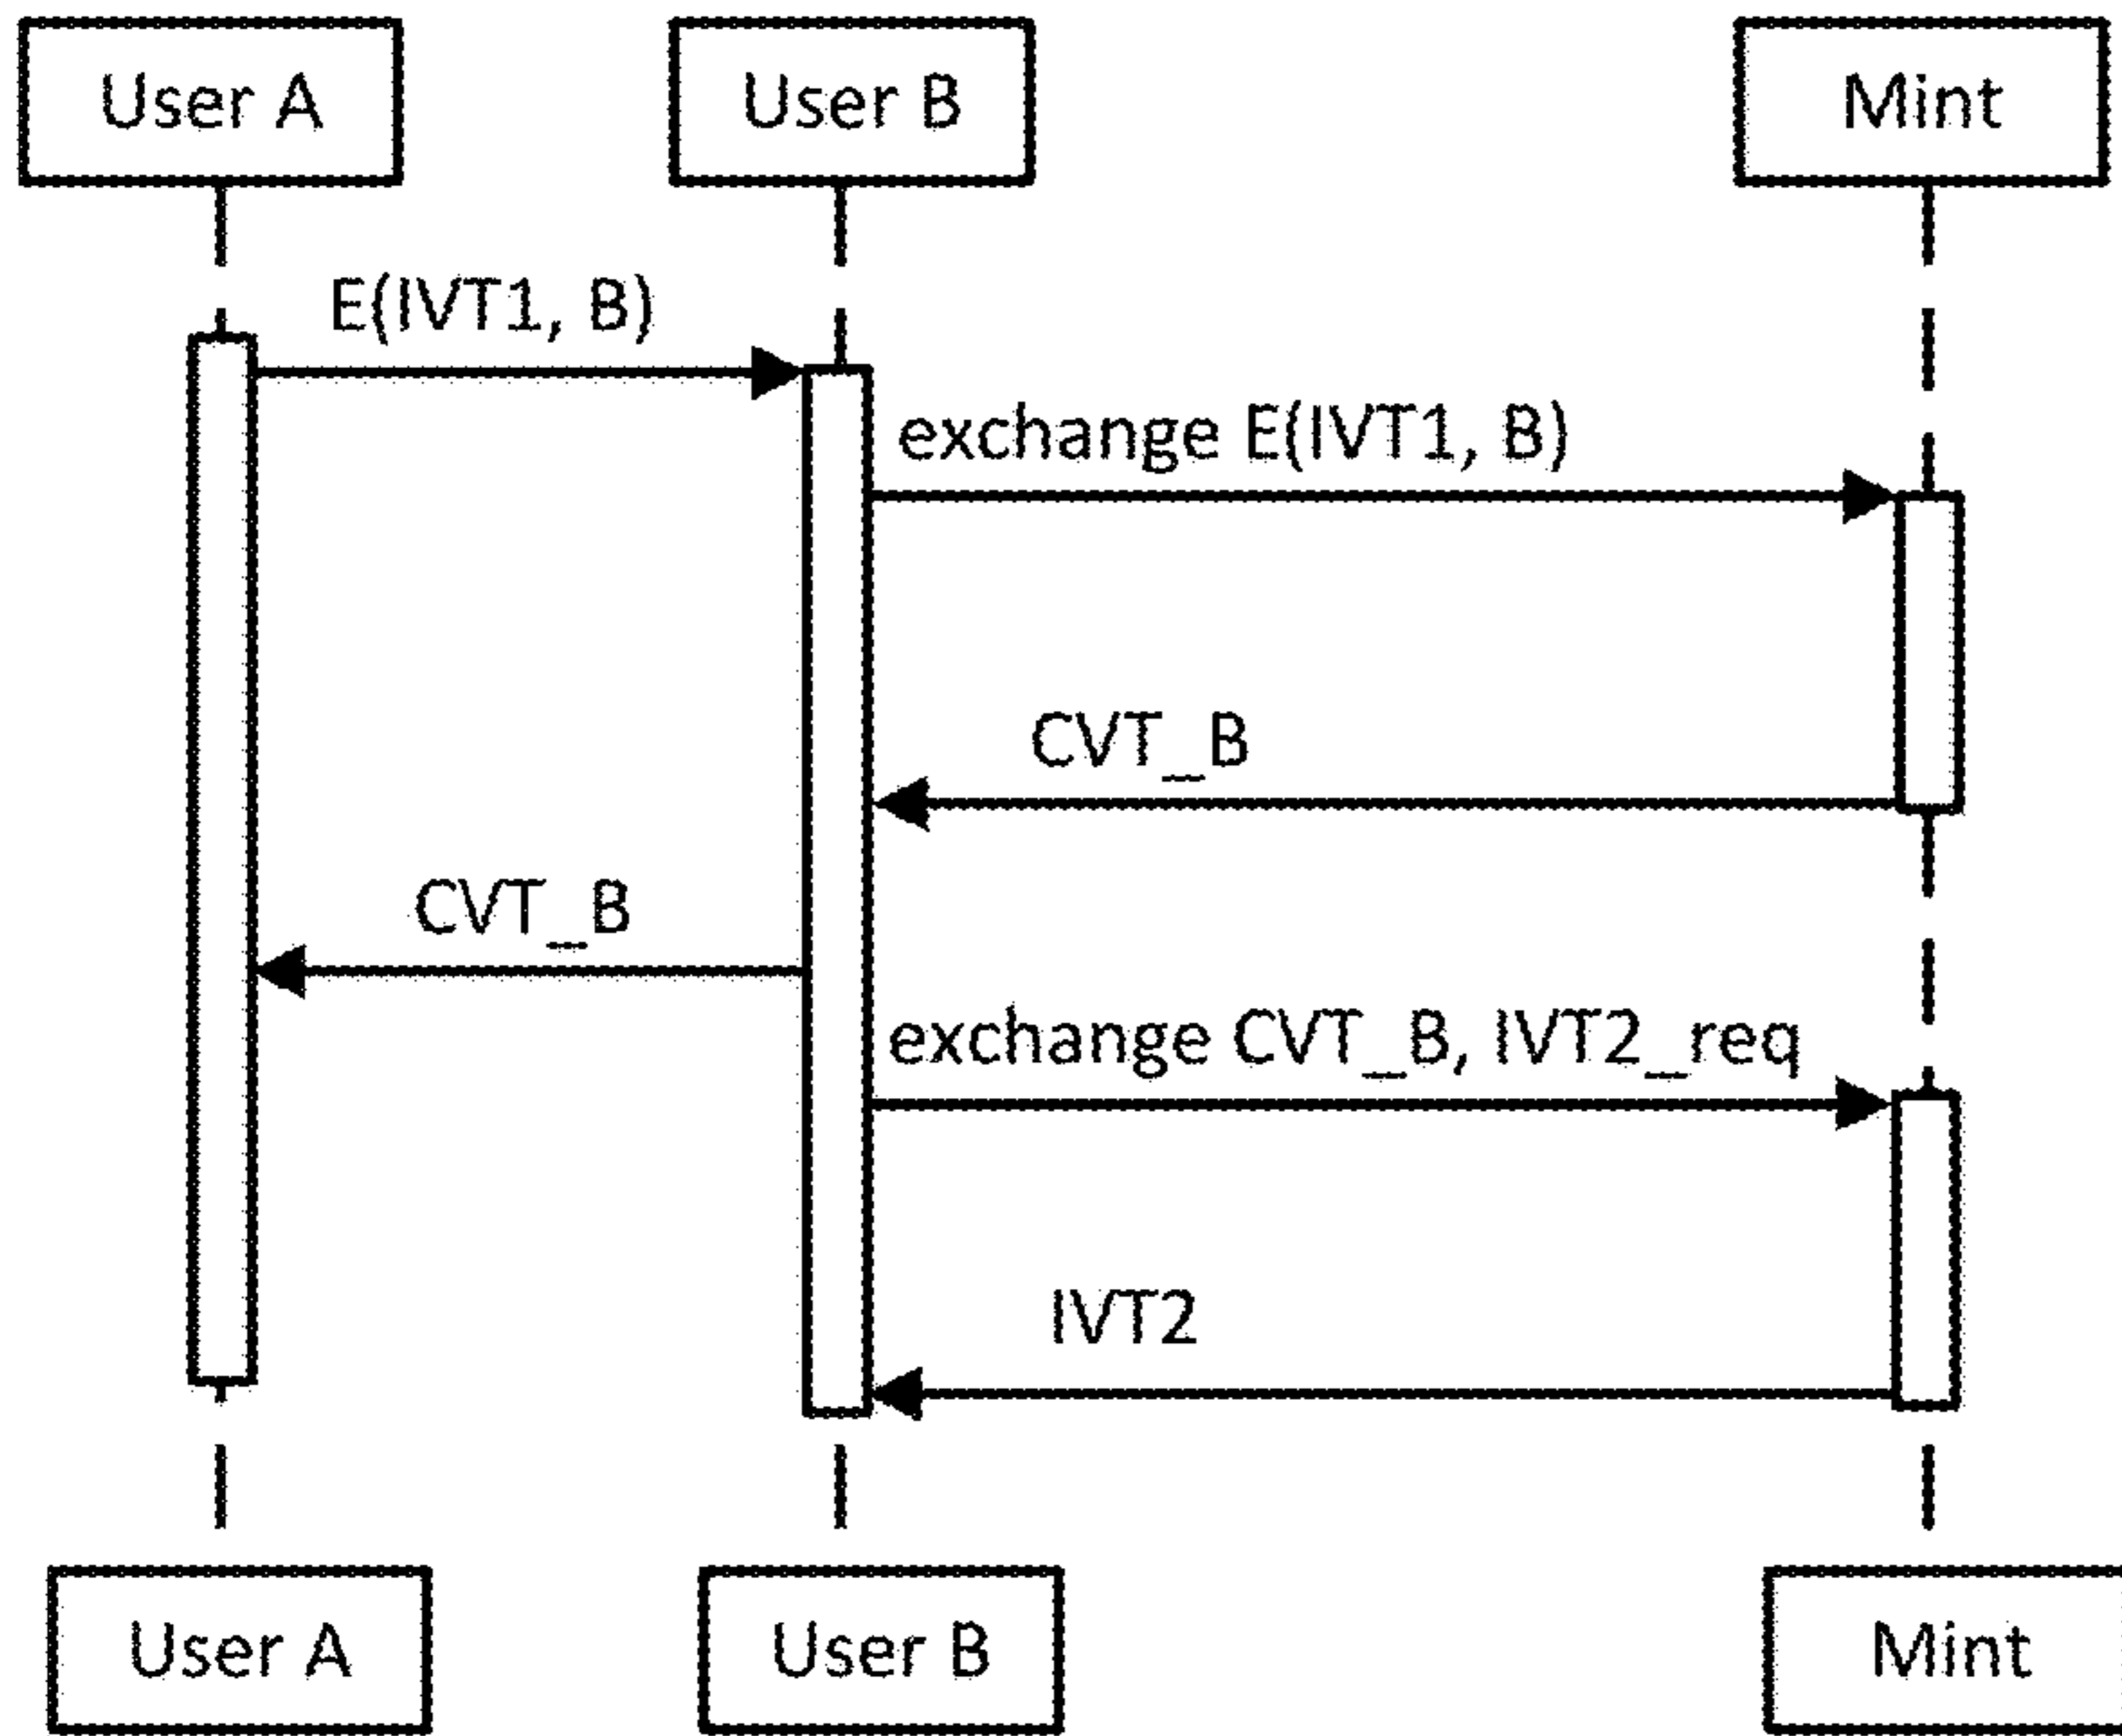 User A
User B
Mint
E(IVT1, B)
exchange E(IVT1, B)
CVT_B
CVT_B
exchange CVT_B, IVT2_req
IVT2
User A
User B
Mint